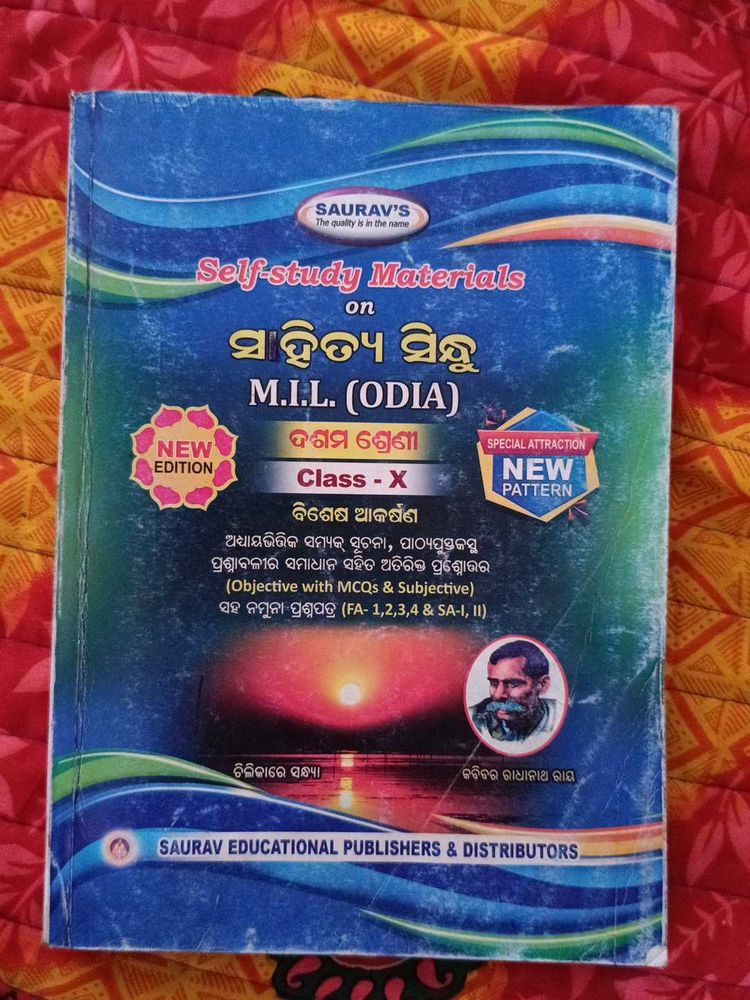 SAURAV'S
The quality is in the name
Self-study Materials
on
ସାହିତ୍ୟ ସିନ୍ଧୁ
M.I.L. (ODIA)
NEW
EDITION
ଦଶମ ଶ୍ରେଣୀ
Class - X
SPECIAL ATTRACTION
NEW
PATTERN
ବିଶେଷ ଆକର୍ଷଣ
ଅଧ୍ୟାୟଭିତ୍ତିକ ସମ୍ୟକ୍ ସୂଚନା, ପାଠ୍ୟପୁସ୍ତକସ୍ଥ
ପ୍ରଶ୍ନାବଳୀର ସମାଧାନ ସହିତ ଅତିରିକ୍ତ ପ୍ରଶ୍ନୋତ୍ତର
(Objective with MCQs & Subjective)
ସହ ନମୁନା ପ୍ରଶ୍ନପତ୍ର (FA- 1,2,3,4 & SA-I, II)
ଚିଲିକାରେ ସନ୍ଧ୍ୟା
କବିବର ରାଧାନାଥ ରାୟ
SAURAV EDUCATIONAL PUBLISHERS & DISTRIBUTORS